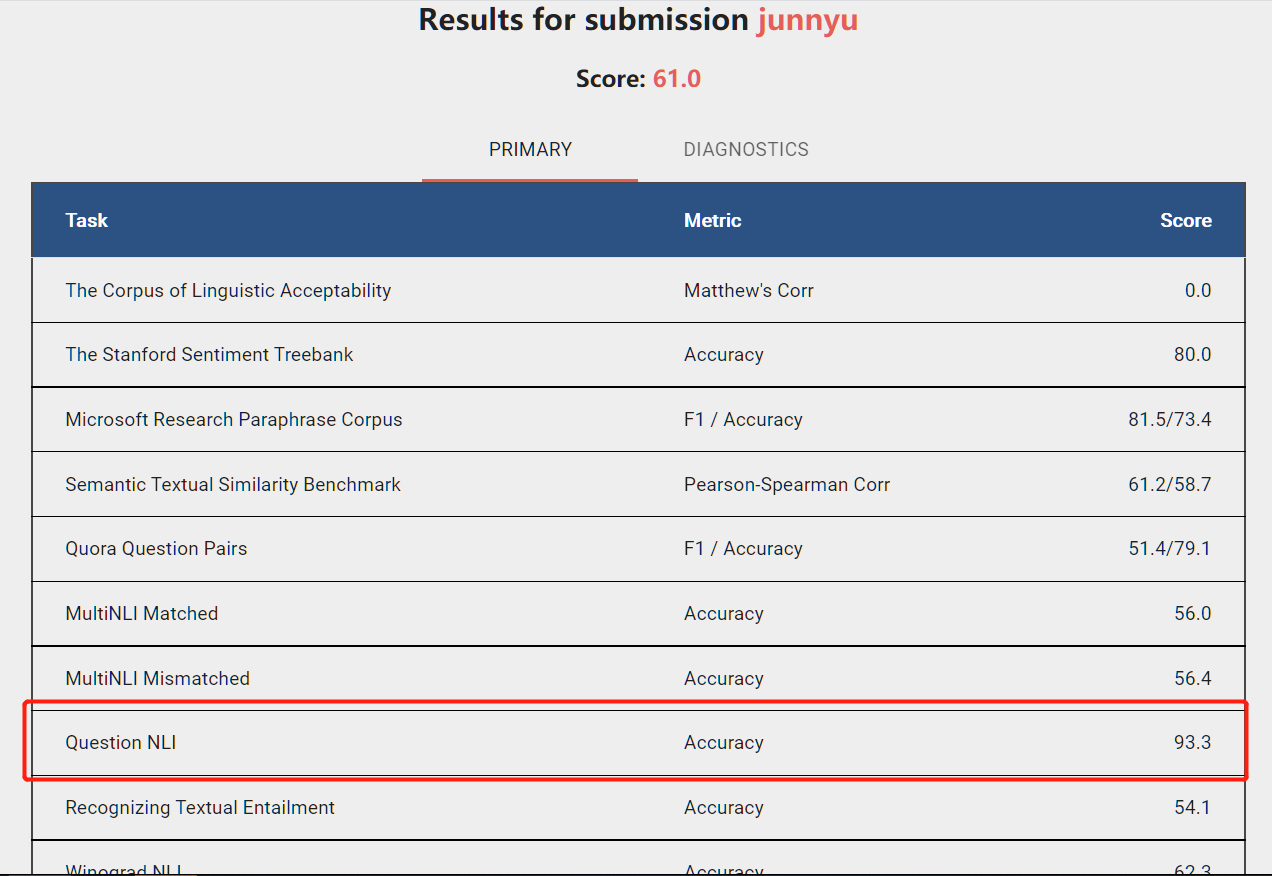 Results for submission junnyu
Score: 61.0
PRIMARY DIAGNOSTICS
Task Metric Score
The Corpus of Linguistic Acceptability Matthew's Corr 0.0
The Stanford Sentiment Treebank Accuracy 80.0
Microsoft Research Paraphrase Corpus F1 / Accuracy 81.5/73.4
Semantic Textual Similarity Benchmark Pearson-Spearman Corr 61.2/58.7
Quora Question Pairs F1 / Accuracy 51.4/79.1
MultiNLI Matched Accuracy 56.0
MultiNLI Mismatched Accuracy 56.4
Question NLI Accuracy 93.3
Recognizing Textual Entailment Accuracy 54.1
Winograd NLI Accuracy 62.3